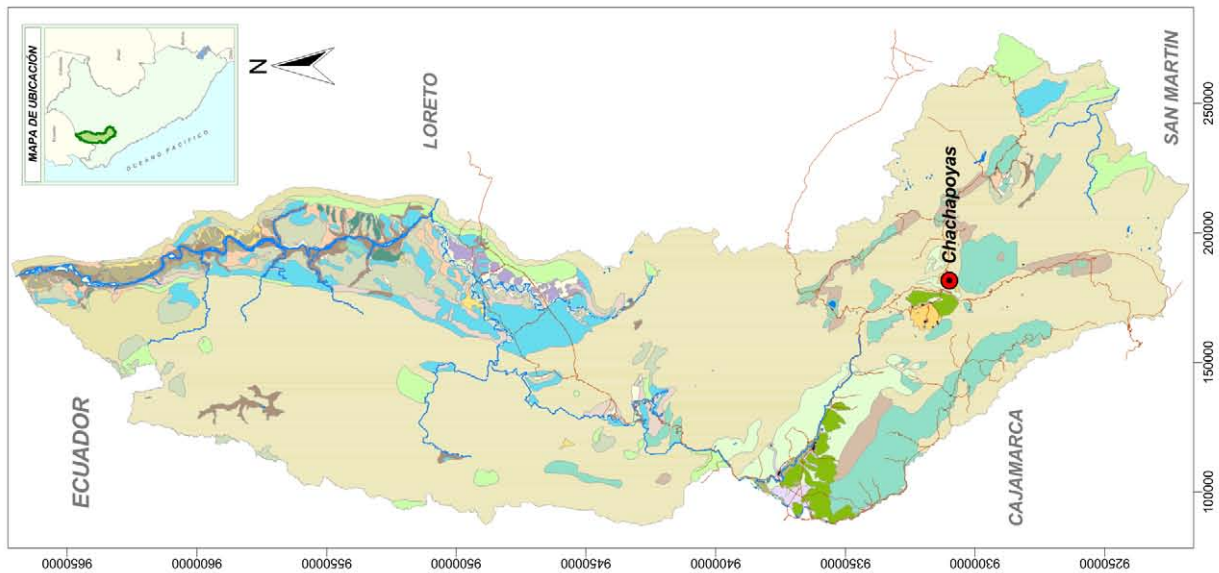 MAPA DE UBICACIÓN
OCEANO PACIFICO
N
ECUADOR
LORETO
Chachapoyas
CAJAMARCA
SAN MARTIN
9650000
9600000
9550000
9500000
9450000
9400000
9350000
9300000
9250000
100000
150000
200000
250000